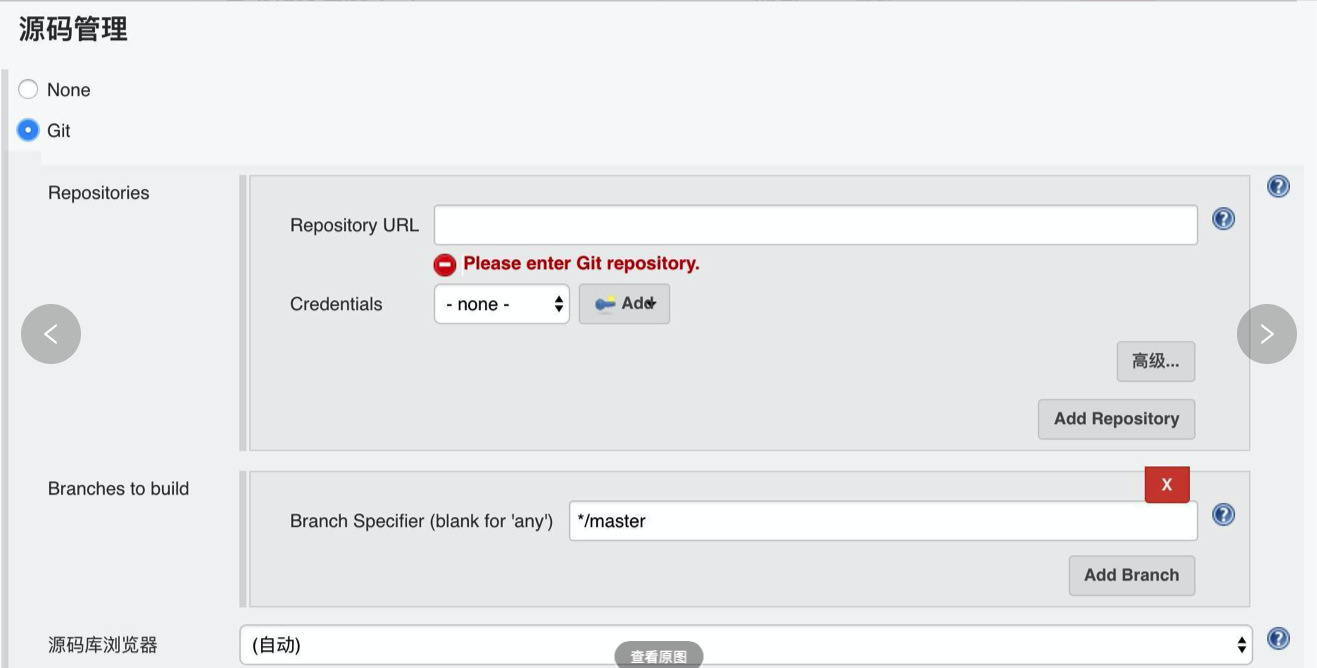 源码管理
None
Git
Repositories
Repository URL
Please enter Git repository.
Credentials
- none -
Add
高级...
Add Repository
Branches to build
X
Branch Specifier (blank for 'any')
*/master
Add Branch
源码库浏览器
(自动)
查看原图